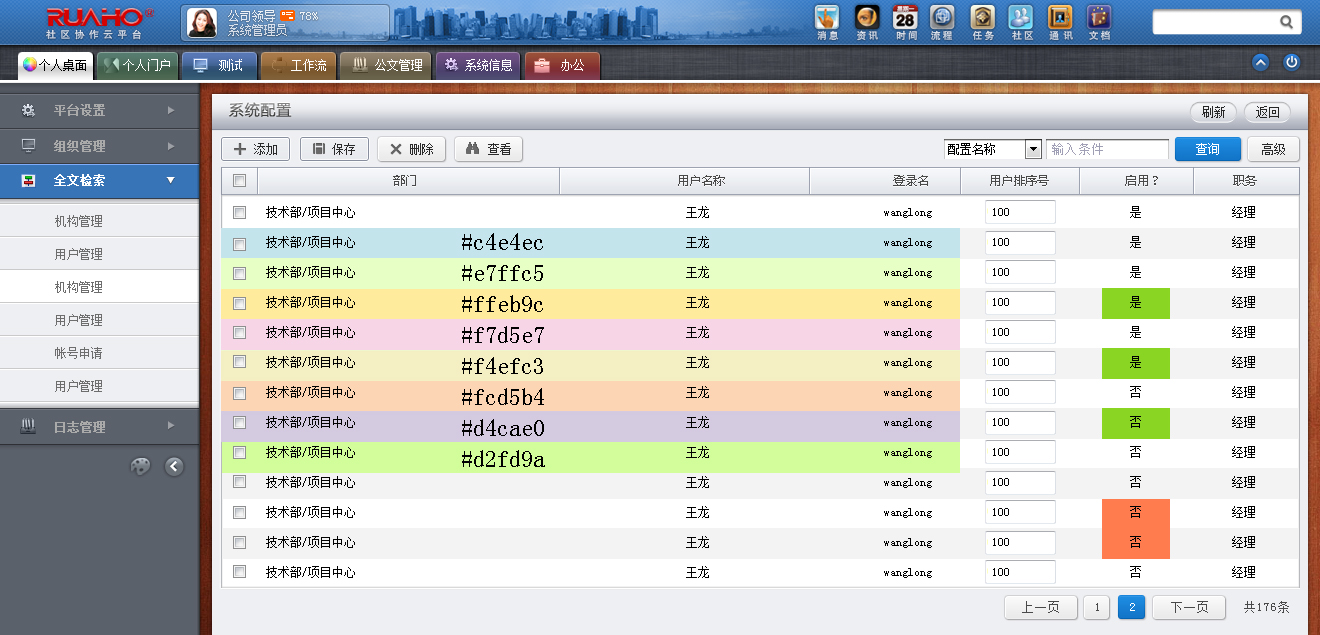 RUAHO®
社区协作云平台
公司领导 78%
系统管理员
消息 资讯 时间 流程 任务 社区 通讯 文档
星期一
28
个人桌面 个人门户 测试 工作流 公文管理 系统信息 办公
平台设置
组织管理
全文检索
机构管理
用户管理
机构管理
用户管理
帐号申请
用户管理
日志管理
系统配置 刷新 返回
添加 保存 删除 查看 配置名称 输入条件 查询 高级
部门 用户名称 登录名 用户排序号 启用？ 职务
技术部/项目中心 王龙 wanglong 100 是 经理
技术部/项目中心 #c4e4ec 王龙 wanglong 100 是 经理
技术部/项目中心 #e7ffc5 王龙 wanglong 100 是 经理
技术部/项目中心 #ffeb9c 王龙 wanglong 100 是 经理
技术部/项目中心 #f7d5e7 王龙 wanglong 100 是 经理
技术部/项目中心 #f4efc3 王龙 wanglong 100 是 经理
技术部/项目中心 #fcd5b4 王龙 wanglong 100 否 经理
技术部/项目中心 #d4cae0 王龙 wanglong 100 否 经理
技术部/项目中心 #d2fd9a 王龙 wanglong 100 否 经理
技术部/项目中心 王龙 wanglong 100 否 经理
技术部/项目中心 王龙 wanglong 100 否 经理
技术部/项目中心 王龙 wanglong 100 否 经理
技术部/项目中心 王龙 wanglong 100 否 经理
上一页 1 2 下一页 共176条